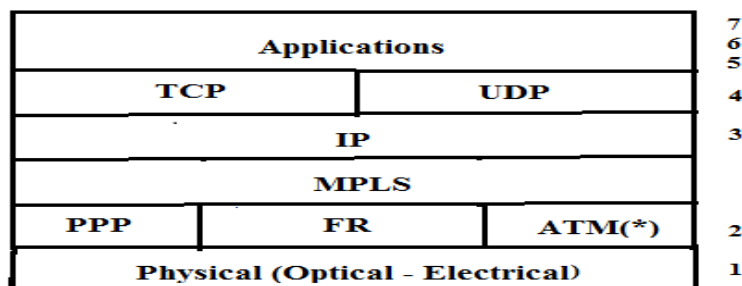 7
Applications 6
5
TCP UDP 4
IP 3
MPLS
PPP FR ATM(*) 2
Physical (Optical - Electrical) 1